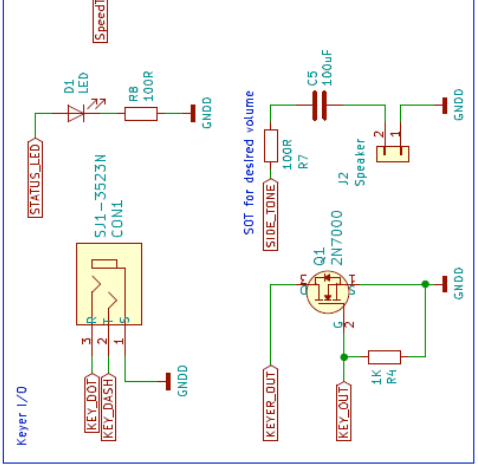 Keyer I/O
KEY_DOT
KEY_DASH
3
2
1
R
T
S
SJ1-3523N
CON1
GNDD
STATUS_LED
D1
LED
R8
100R
GNDD
KEYER_OUT
KEY_OUT
1K
R4
G
2
3
D
1
S
Q1
2N7000
GNDD
SOT for desired volume
SIDE_TONE
100R
R7
C5
100uF
J2
Speaker
2
1
GNDD